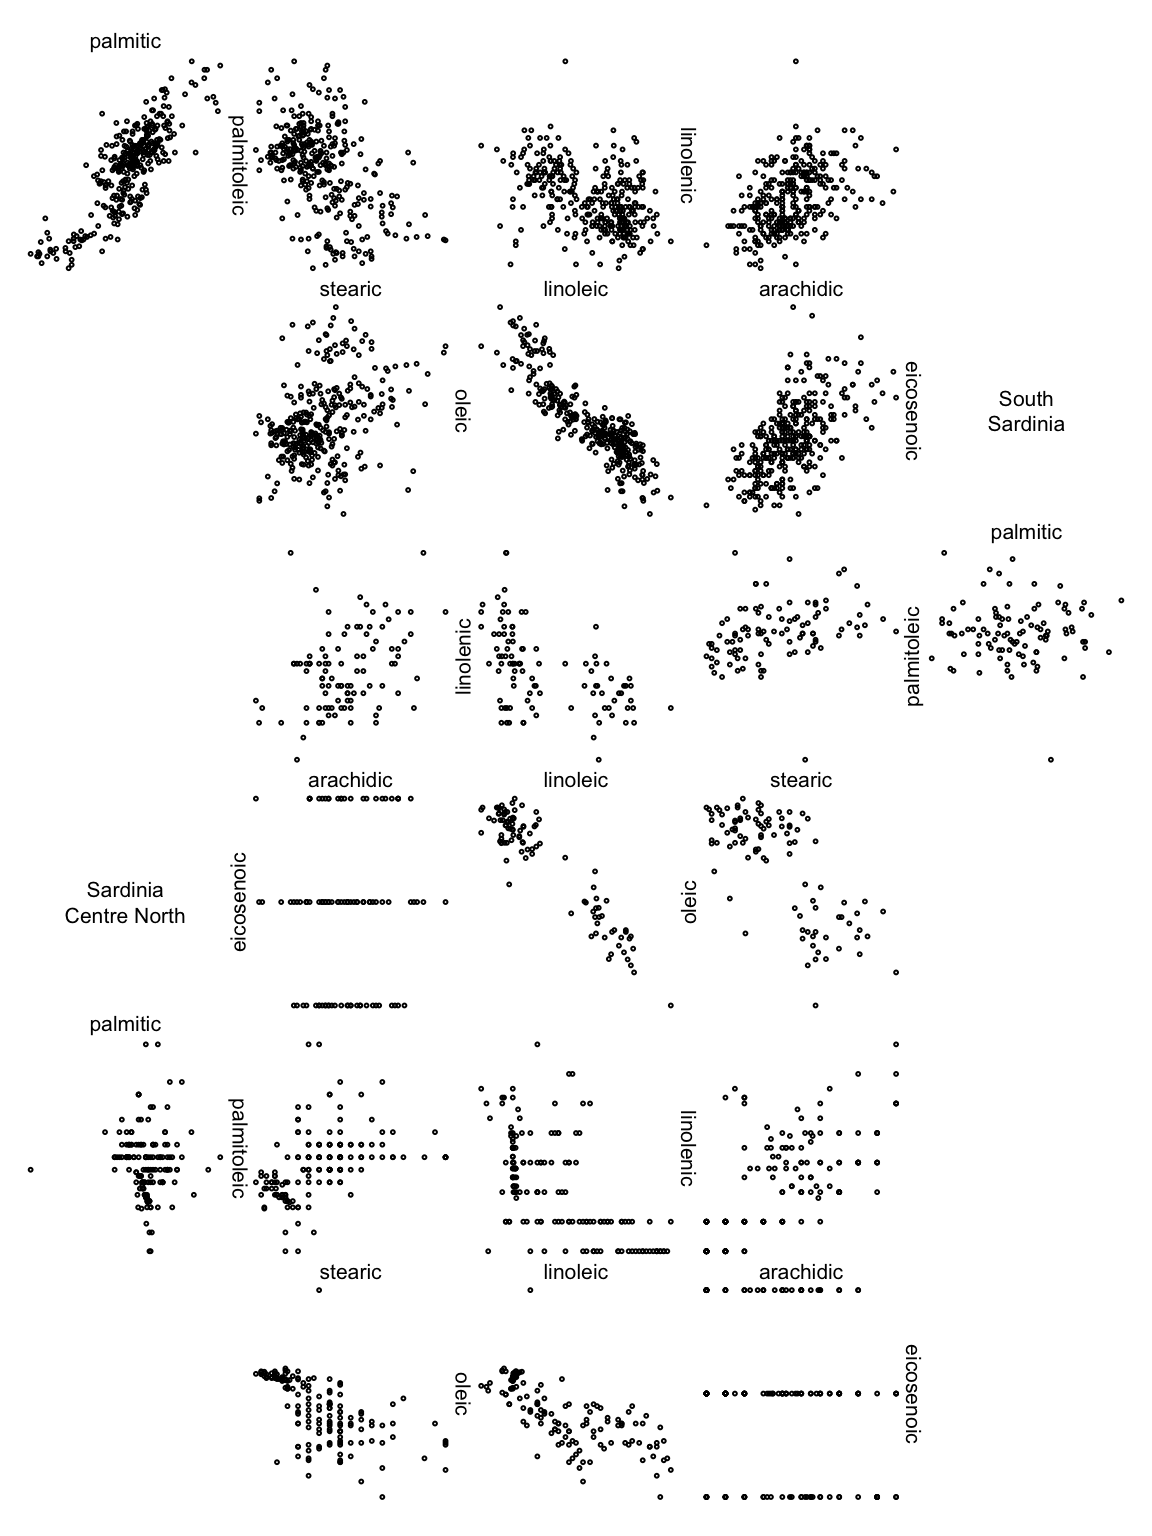 palmitic
palmitoleic
linolenic
stearic
linoleic
arachidic
oleic
eicosenoic
South
Sardinia
palmitic
linolenic
palmitoleic
arachidic
linoleic
stearic
Sardinia
Centre North
eicosenoic
oleic
palmitic
palmitoleic
linolenic
stearic
linoleic
arachidic
oleic
eicosenoic